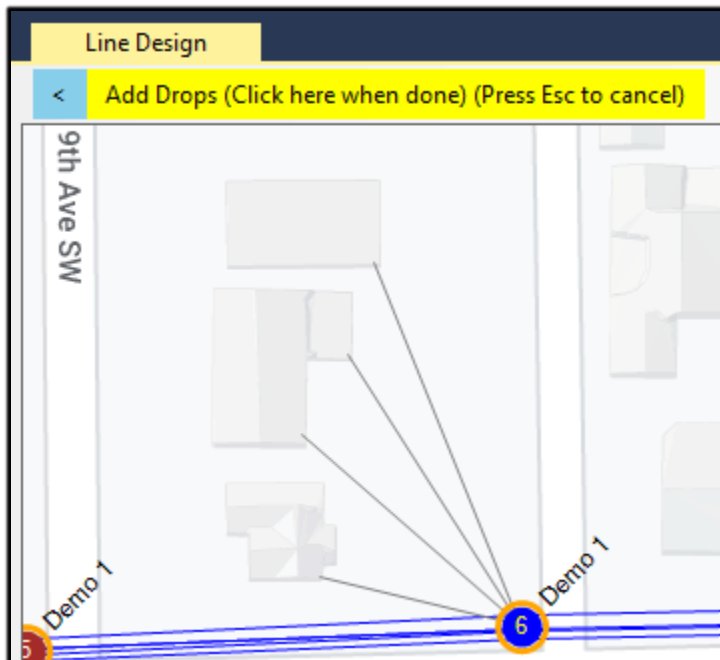 Line Design
< Add Drops (Click here when done) (Press Esc to cancel)
9th Ave SW
Demo 1
5
Demo 1
6